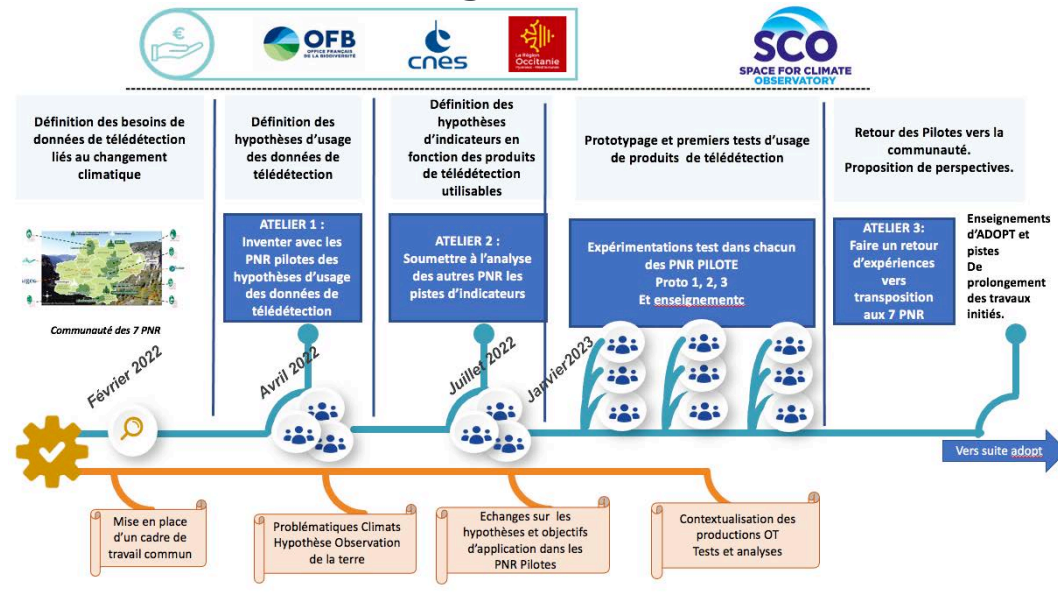 €
OFB
OFFICE FRANÇAIS
DE LA BIODIVERSITÉ
cnes
La Région
Occitanie
SCO
SPACE FOR CLIMATE
OBSERVATORY
Définition des besoins de
données de télédétection
liés au changement
climatique
Définition des
hypothèses d'usage
des données de
télédétection
Définition des
hypothèses
d'indicateurs en
fonction des produits
de télédétection
utilisables
Prototypage et premiers tests d'usage
de produits de télédétection
Retour des Pilotes vers la
communauté.
Proposition de perspectives.
Communauté des 7 PNR
ATELIER 1 :
Inventer avec les
PNR pilotes des
hypothèses d'usage
des données de
télédétection
ATELIER 2 :
Soumettre à l'analyse
des autres PNR les
pistes d'indicateurs
Expérimentations test dans chacun
des PNR PILOTE
Proto 1, 2, 3
Et enseignementc
ATELIER 3:
Faire un retour
d'expériences
vers
transposition
aux 7 PNR
Enseignements
d'ADOPT et
pistes
De
prolongement
des travaux
initiés.
Février 2022
Avril 2022
Juillet 2022
Janvier2023
Vers suite adopt
Mise en place
d'un cadre de
travail commun
Problématiques Climats
Hypothèse Observation
de la terre
Echanges sur les
hypothèses et objectifs
d'application dans les
PNR Pilotes
Contextualisation des
productions OT
Tests et analyses